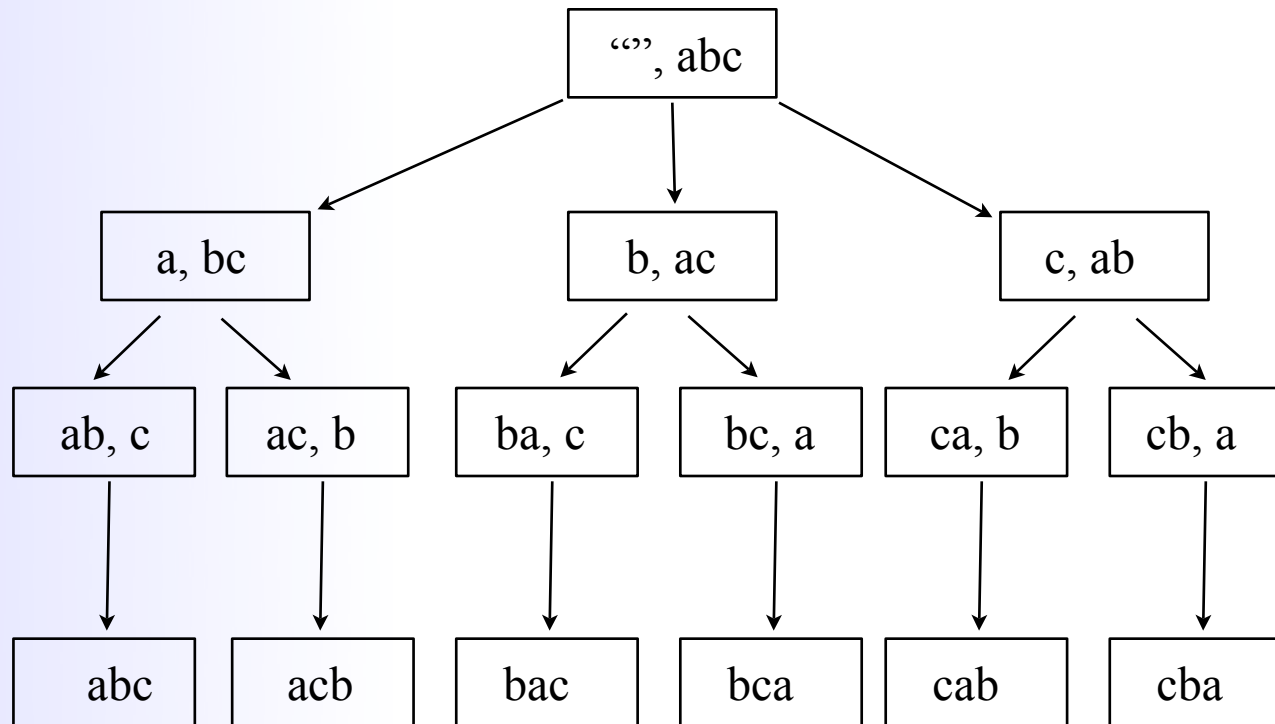 “”, abc
a, bc
b, ac
c, ab
ab, c
ac, b
ba, c
bc, a
ca, b
cb, a
abc
acb
bac
bca
cab
cba